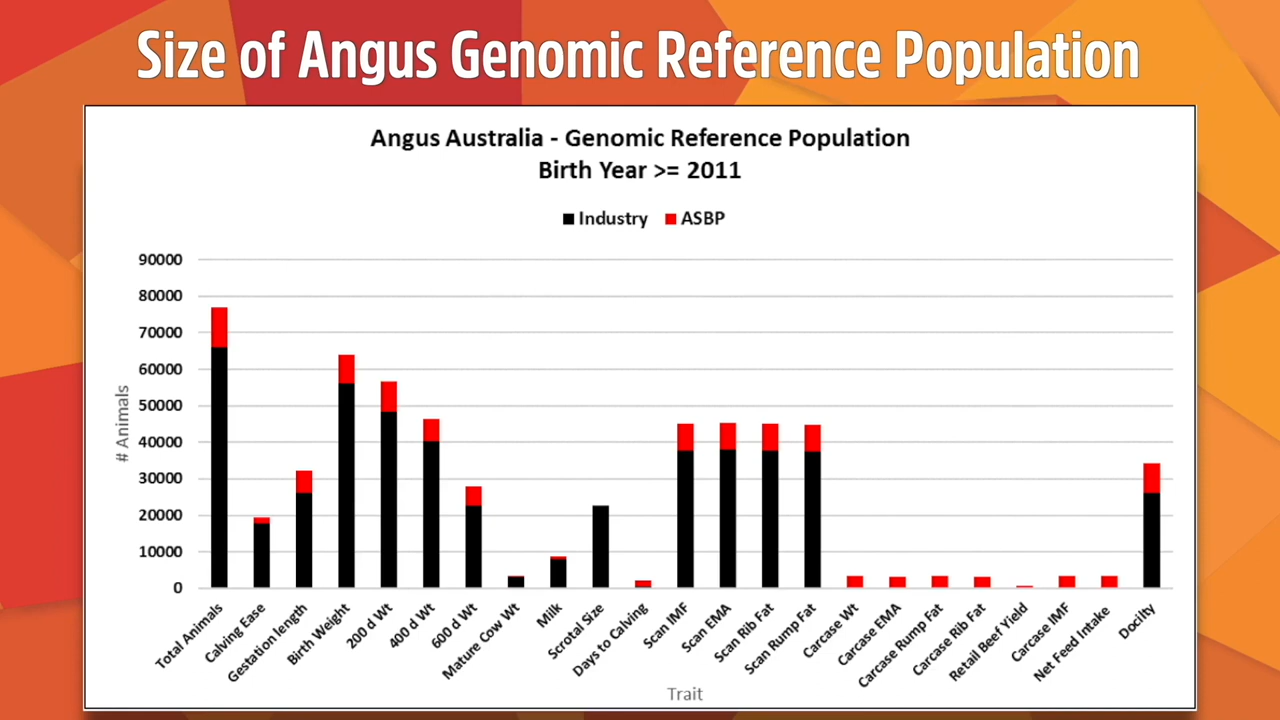 Size of Angus Genomic Reference Population
Angus Australia - Genomic Reference Population
Birth Year >= 2011
Industry ASBP
90000
80000
70000
60000
50000
40000
30000
20000
10000
0
# Animals
Total Animals
Calving Ease
Gestation length
Birth Weight
200 d Wt
400 d Wt
600 d Wt
Mature Cow Wt
Milk
Scrotal Size
Days to Calving
Scan IMF
Scan EMA
Scan Rib Fat
Scan Rump Fat
Carcase Wt
Carcase EMA
Carcase Rump Fat
Carcase Rib Fat
Retail Beef Yield
Carcase IMF
Net Feed Intake
Docilty
Trait